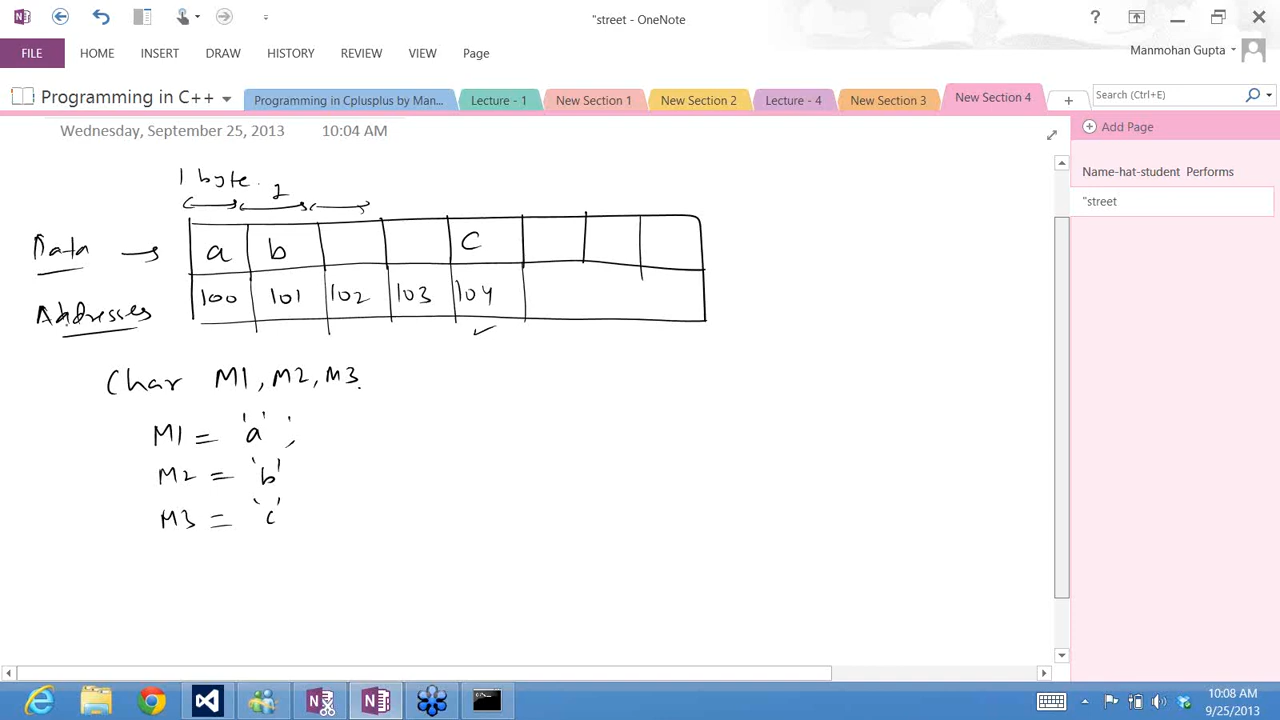 "street - OneNote
?
Manmohan Gupta
FILE HOME INSERT DRAW HISTORY REVIEW VIEW Page
Programming in C++
Programming in Cplusplus by Man... Lecture - 1 New Section 1 New Section 2 Lecture - 4 New Section 3 New Section 4 + Search (Ctrl+E)
Wednesday, September 25, 2013 10:04 AM
Add Page
Name-hat-student Performs
"street
1 byte. 1
Data → a b c
Addresses 100 101 102 103 104 ✓
Char M1, M2, M3.
M1 = 'a' ;
M2 = 'b'
M3 = 'c'
10:08 AM
9/25/2013